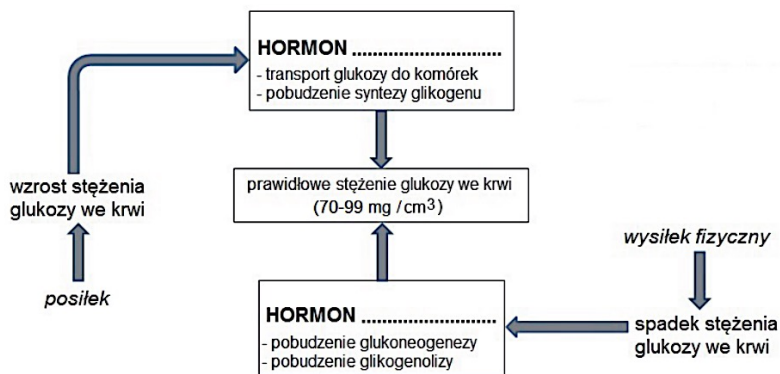 HORMON ....................................
- transport glukozy do komórek
- pobudzenie syntezy glikogenu
wzrost stężenia
glukozy we krwi
prawidłowe stężenie glukozy we krwi
(70-99 mg /cm³)
posiłek
wysiłek fizyczny
HORMON ................................
- pobudzenie glukoneogenezy
- pobudzenie glikogenolizy
spadek stężenia
glukozy we krwi